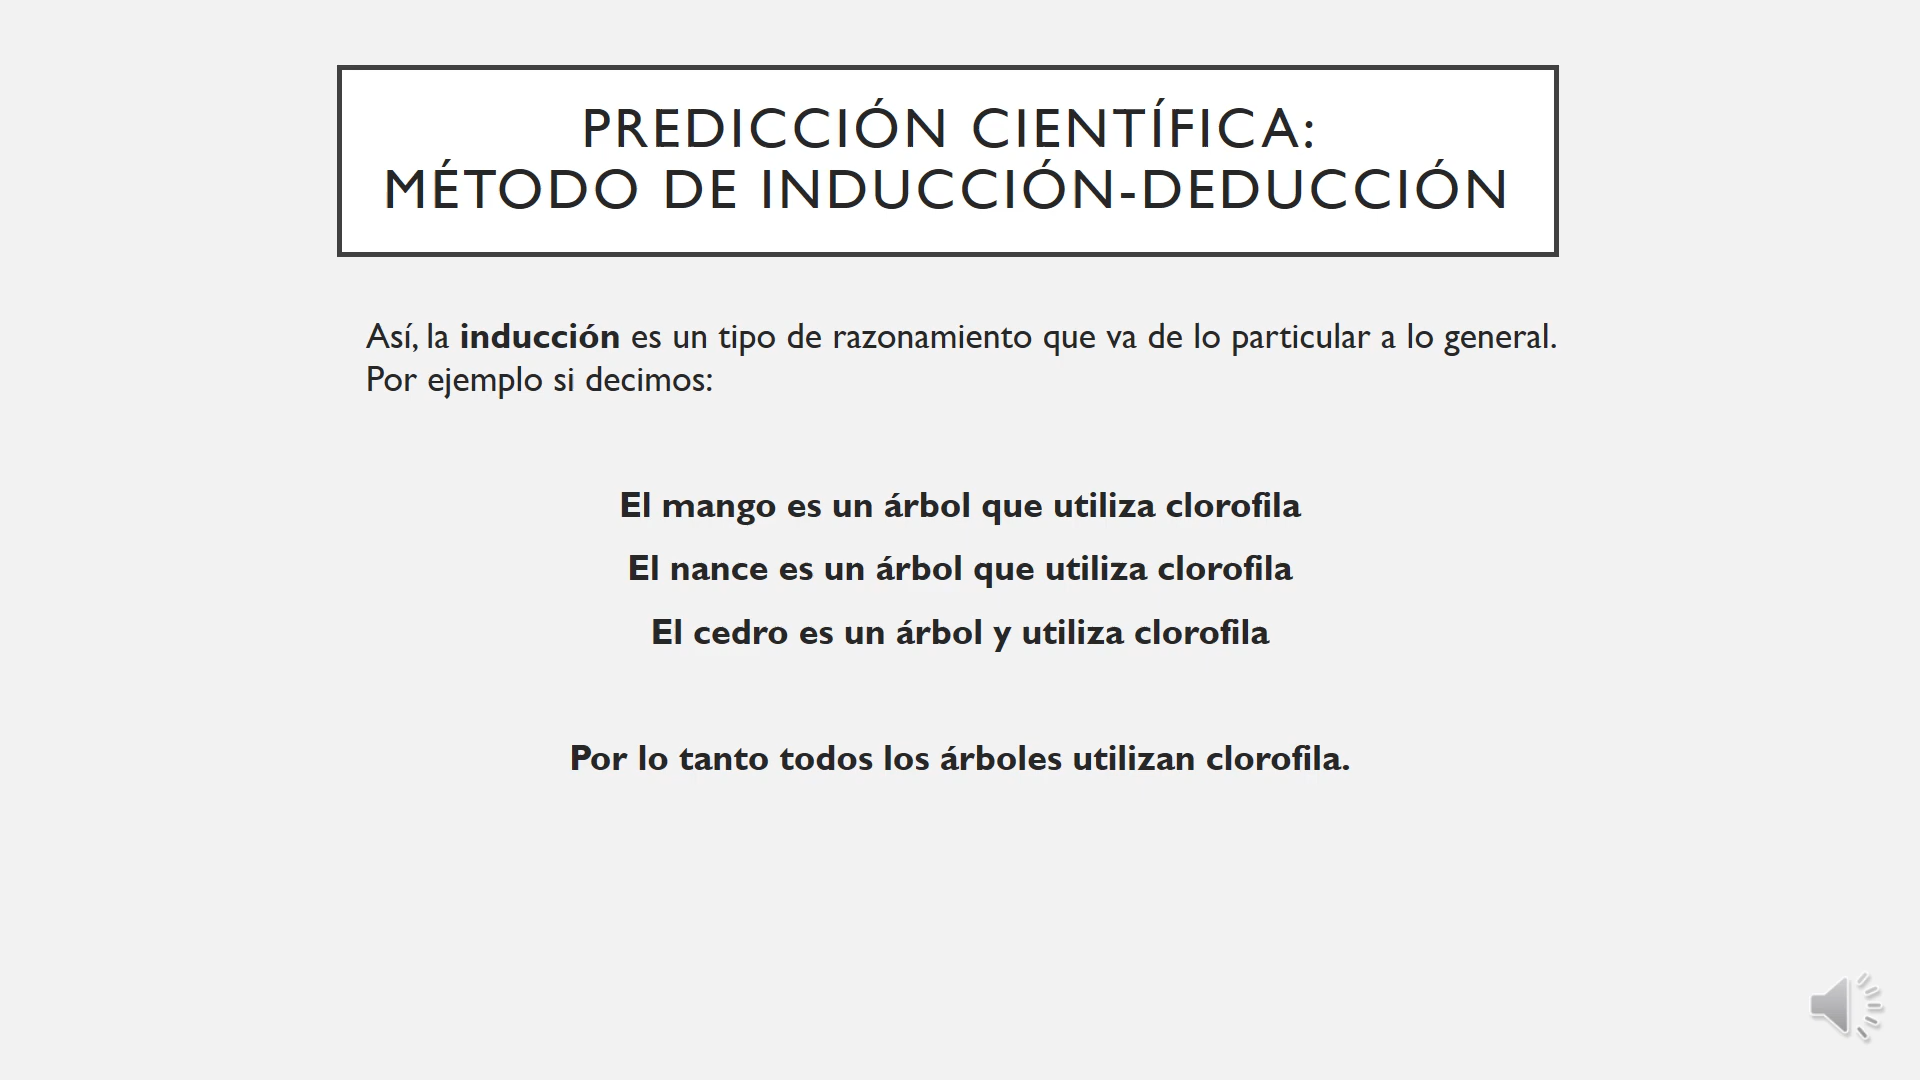 PREDICCIÓN CIENTÍFICA:
MÉTODO DE INDUCCIÓN-DEDUCCIÓN
Así, la inducción es un tipo de razonamiento que va de lo particular a lo general.
Por ejemplo si decimos:
El mango es un árbol que utiliza clorofila
El nance es un árbol que utiliza clorofila
El cedro es un árbol y utiliza clorofila
Por lo tanto todos los árboles utilizan clorofila.